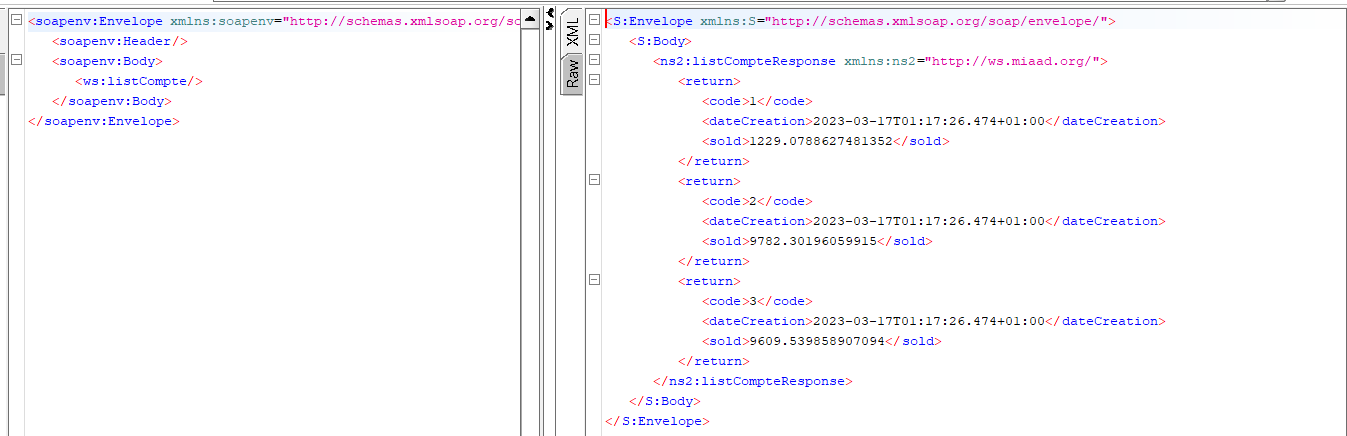 <soapenv:Envelope xmlns:soapenv="http://schemas.xmlsoap.org/so
<soapenv:Header/>
<soapenv:Body>
<ws:listCompte/>
</soapenv:Body>
</soapenv:Envelope>
XML
Raw
<S:Envelope xmlns:S="http://schemas.xmlsoap.org/soap/envelope/">
<S:Body>
<ns2:listCompteResponse xmlns:ns2="http://ws.miaad.org/">
<return>
<code>1</code>
<dateCreation>2023-03-17T01:17:26.474+01:00</dateCreation>
<sold>1229.0788627481352</sold>
</return>
<return>
<code>2</code>
<dateCreation>2023-03-17T01:17:26.474+01:00</dateCreation>
<sold>9782.30196059915</sold>
</return>
<return>
<code>3</code>
<dateCreation>2023-03-17T01:17:26.474+01:00</dateCreation>
<sold>9609.539858907094</sold>
</return>
</ns2:listCompteResponse>
</S:Body>
</S:Envelope>